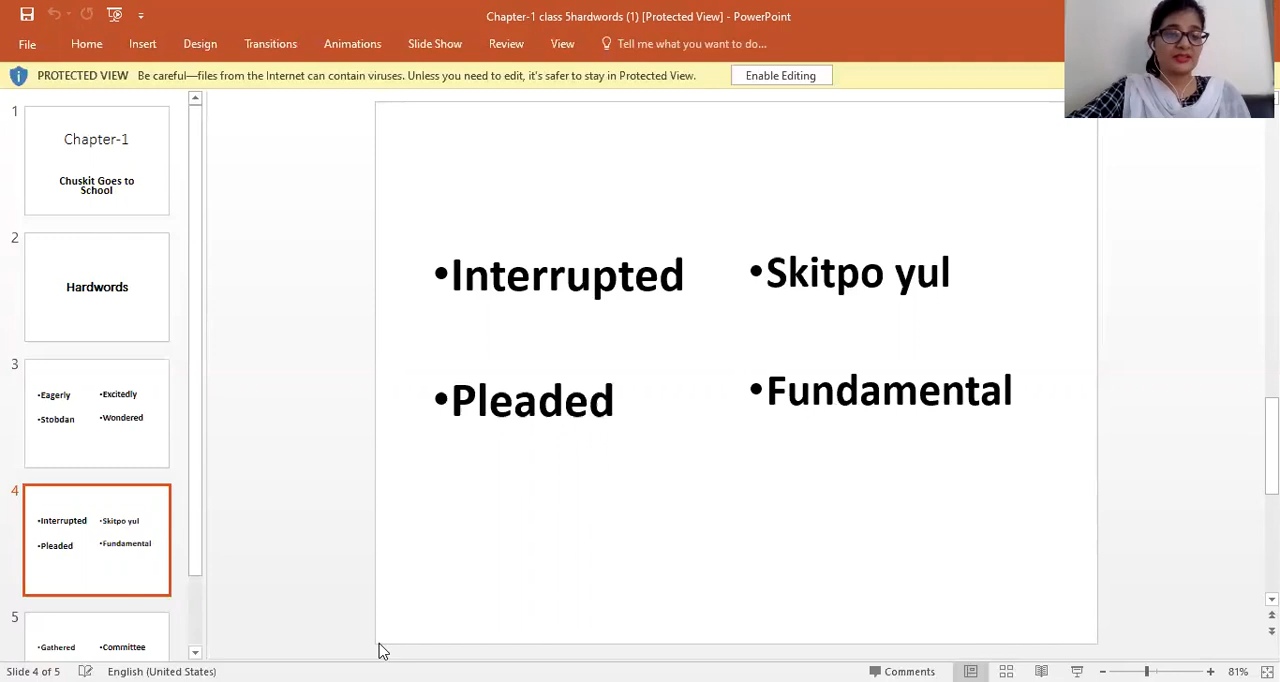 Chapter-1 class 5hardwords (1) [Protected View] - PowerPoint
File Home Insert Design Transitions Animations Slide Show Review View Tell me what you want to do...
PROTECTED VIEW Be careful—files from the Internet can contain viruses. Unless you need to edit, it's safer to stay in Protected View. Enable Editing
1
Chapter-1
Chuskit Goes to
School
2
Hardwords
3
•Eagerly •Excitedly
•Stobdan •Wondered
4
•Interrupted •Skitpo yul
•Pleaded •Fundamental
5
•Gathered •Committee
•Interrupted •Skitpo yul
•Pleaded •Fundamental
Slide 4 of 5 English (United States) Comments 81%